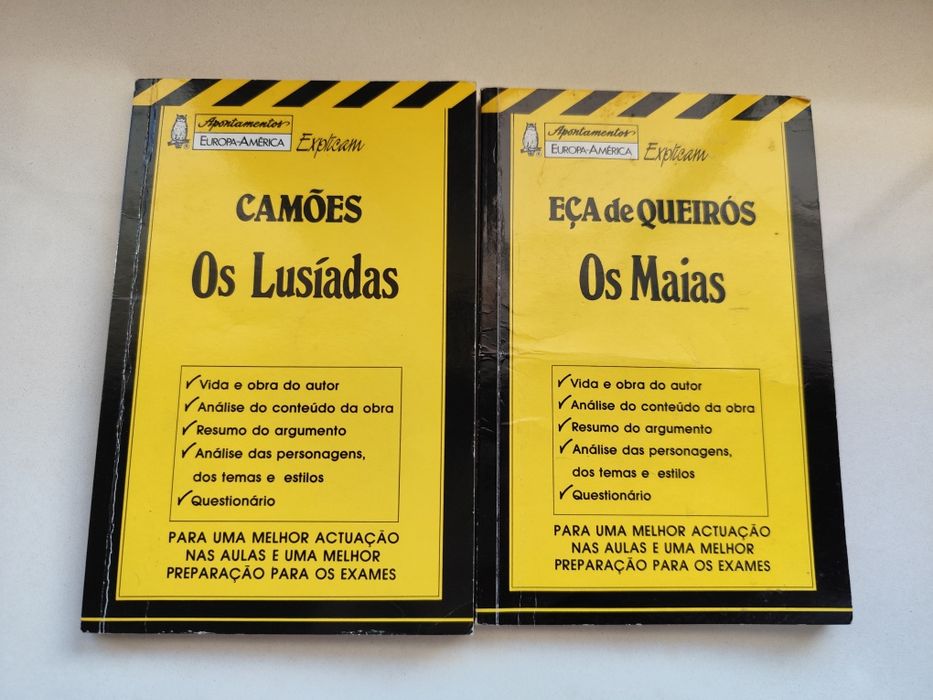 Apontamentos
EUROPA-AMÉRICA Explicam
CAMÕES
Os Lusíadas
✓Vida e obra do autor
✓Análise do conteúdo da obra
✓Resumo do argumento
✓Análise das personagens,
dos temas e estilos
✓Questionário
PARA UMA MELHOR ACTUAÇÃO
NAS AULAS E UMA MELHOR
PREPARAÇÃO PARA OS EXAMES
Apontamentos
EUROPA-AMÉRICA Explicam
EÇA de QUEIRÓS
Os Maias
✓Vida e obra do autor
✓Análise do conteúdo da obra
✓Resumo do argumento
✓Análise das personagens,
dos temas e estilos
✓Questionário
PARA UMA MELHOR ACTUAÇÃO
NAS AULAS E UMA MELHOR
PREPARAÇÃO PARA OS EXAMES